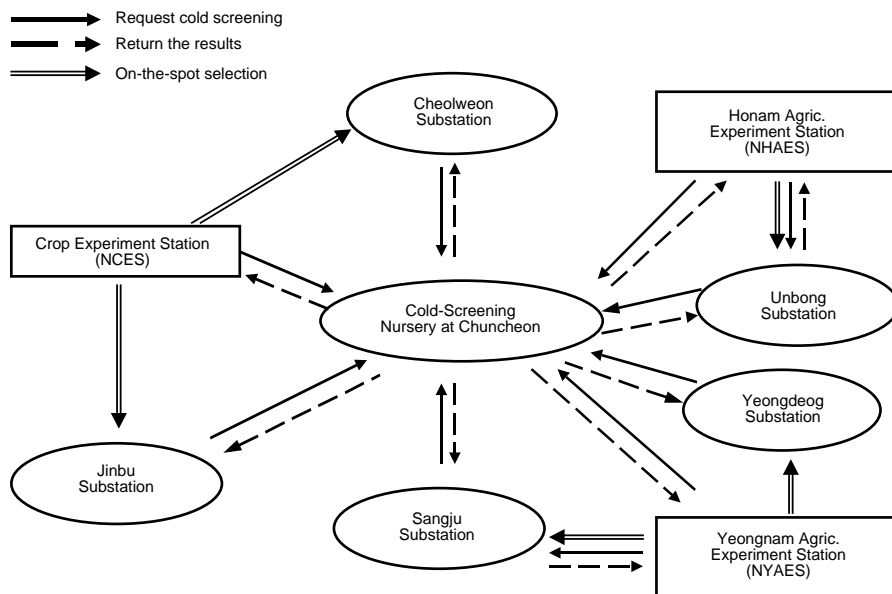 Request cold screening
Return the results
On-the-spot selection
Cheolweon
Substation
Honam Agric.
Experiment Station
(NHAES)
Crop Experiment Station
(NCES)
Cold-Screening
Nursery at Chuncheon
Unbong
Substation
Yeongdeog
Substation
Jinbu
Substation
Sangju
Substation
Yeongnam Agric.
Experiment Station
(NYAES)